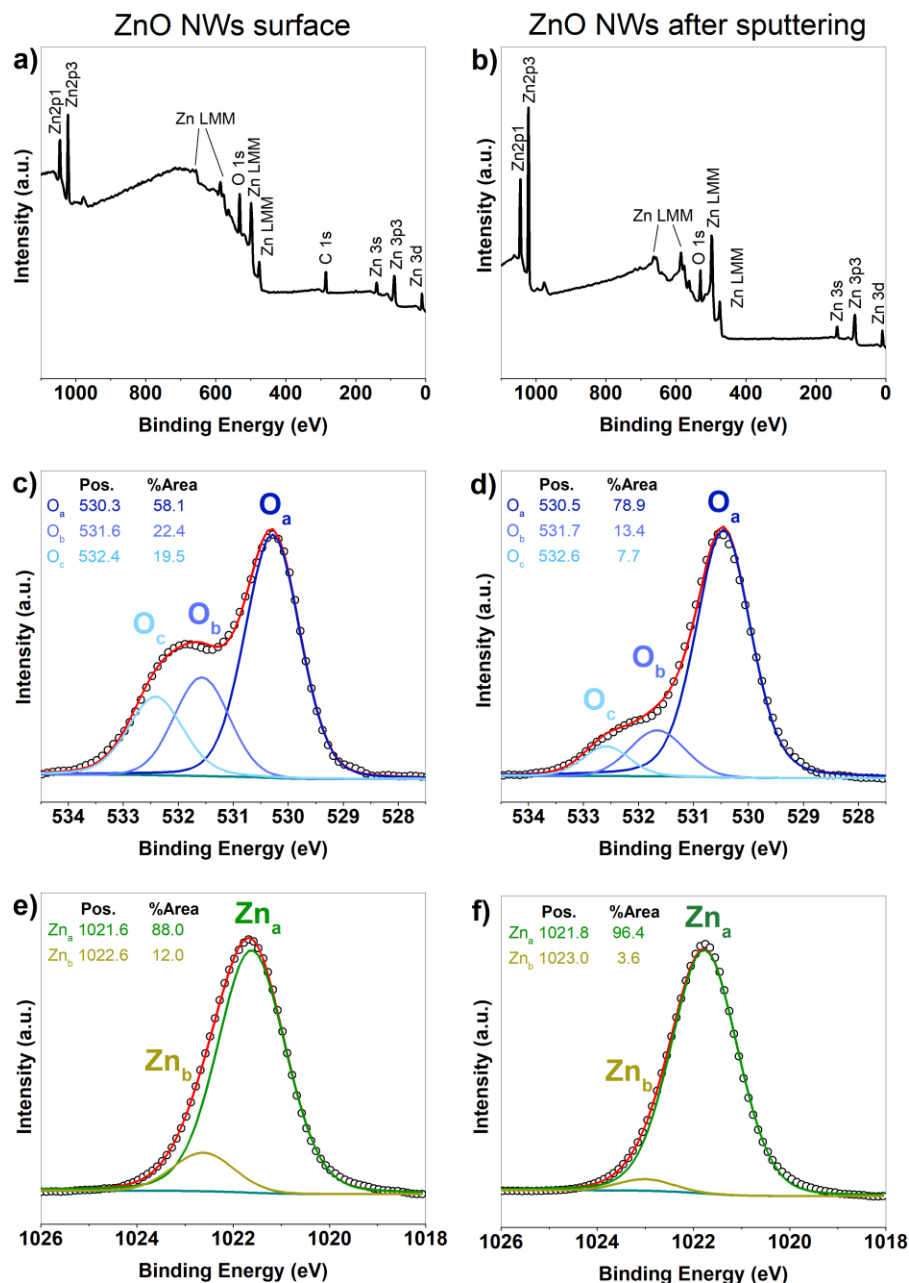 ZnO NWs surface
ZnO NWs after sputtering
a)
Intensity (a.u.)
Zn2p1
Zn2p3
Zn LMM
O 1s
Zn LMM
Zn LMM
C 1s
Zn 3s
Zn 3p3
Zn 3d
1000 800 600 400 200 0
Binding Energy (eV)
b)
Intensity (a.u.)
Zn2p1
Zn2p3
Zn LMM
O 1s
Zn LMM
Zn LMM
Zn 3s
Zn 3p3
Zn 3d
1000 800 600 400 200 0
Binding Energy (eV)
c)
Intensity (a.u.)
Pos. %Area
Oa 530.3 58.1
Ob 531.6 22.4
Oc 532.4 19.5
Oa
Ob
Oc
534 533 532 531 530 529 528
Binding Energy (eV)
d)
Intensity (a.u.)
Pos. %Area
Oa 530.5 78.9
Ob 531.7 13.4
Oc 532.6 7.7
Oa
Ob
Oc
534 533 532 531 530 529 528
Binding Energy (eV)
e)
Intensity (a.u.)
Pos. %Area
Zna 1021.6 88.0
Znb 1022.6 12.0
Zna
Znb
1026 1024 1022 1020 1018
Binding Energy (eV)
f)
Intensity (a.u.)
Pos. %Area
Zna 1021.8 96.4
Znb 1023.0 3.6
Zna
Znb
1026 1024 1022 1020 1018
Binding Energy (eV)